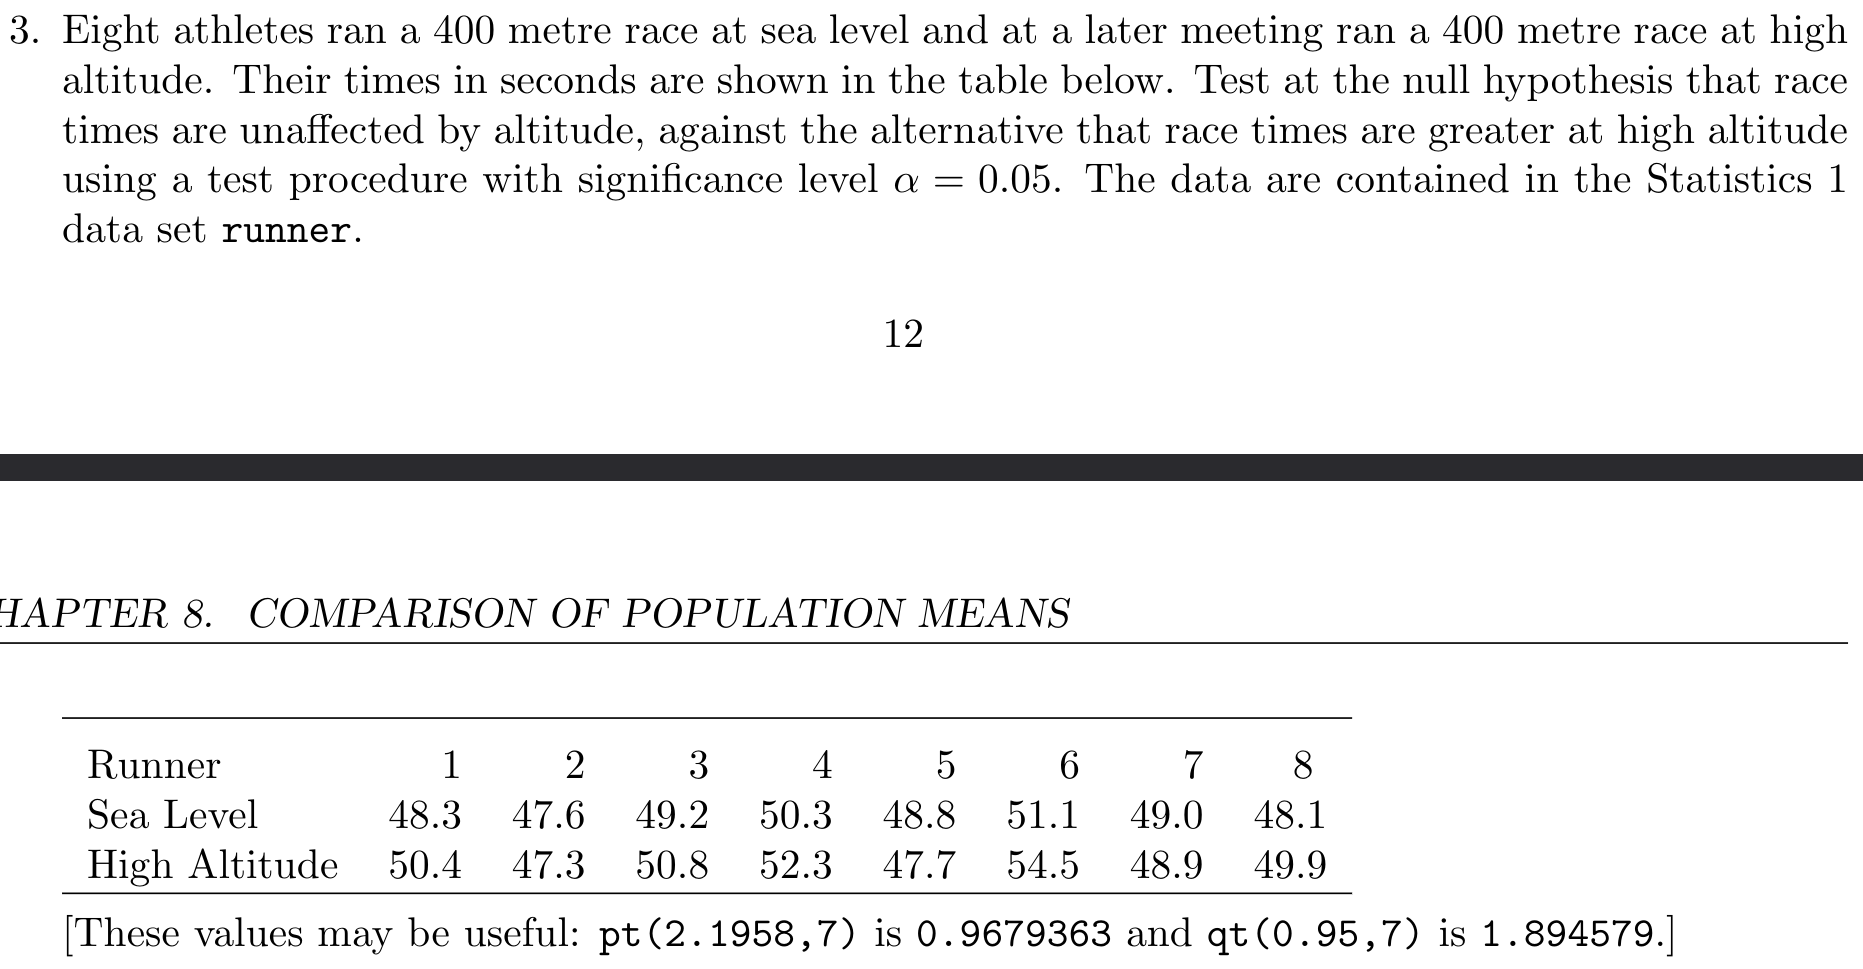 3. Eight athletes ran a 400 metre race at sea level and at a later meeting ran a 400 metre race at high
altitude. Their times in seconds are shown in the table below. Test at the null hypothesis that race
times are unaffected by altitude, against the alternative that race times are greater at high altitude
using a test procedure with significance level α = 0.05. The data are contained in the Statistics 1
data set runner.
12
HAPTER 8. COMPARISON OF POPULATION MEANS
Runner 1 2 3 4 5 6 7 8
Sea Level 48.3 47.6 49.2 50.3 48.8 51.1 49.0 48.1
High Altitude 50.4 47.3 50.8 52.3 47.7 54.5 48.9 49.9
[These values may be useful: pt(2.1958,7) is 0.9679363 and qt(0.95,7) is 1.894579.]